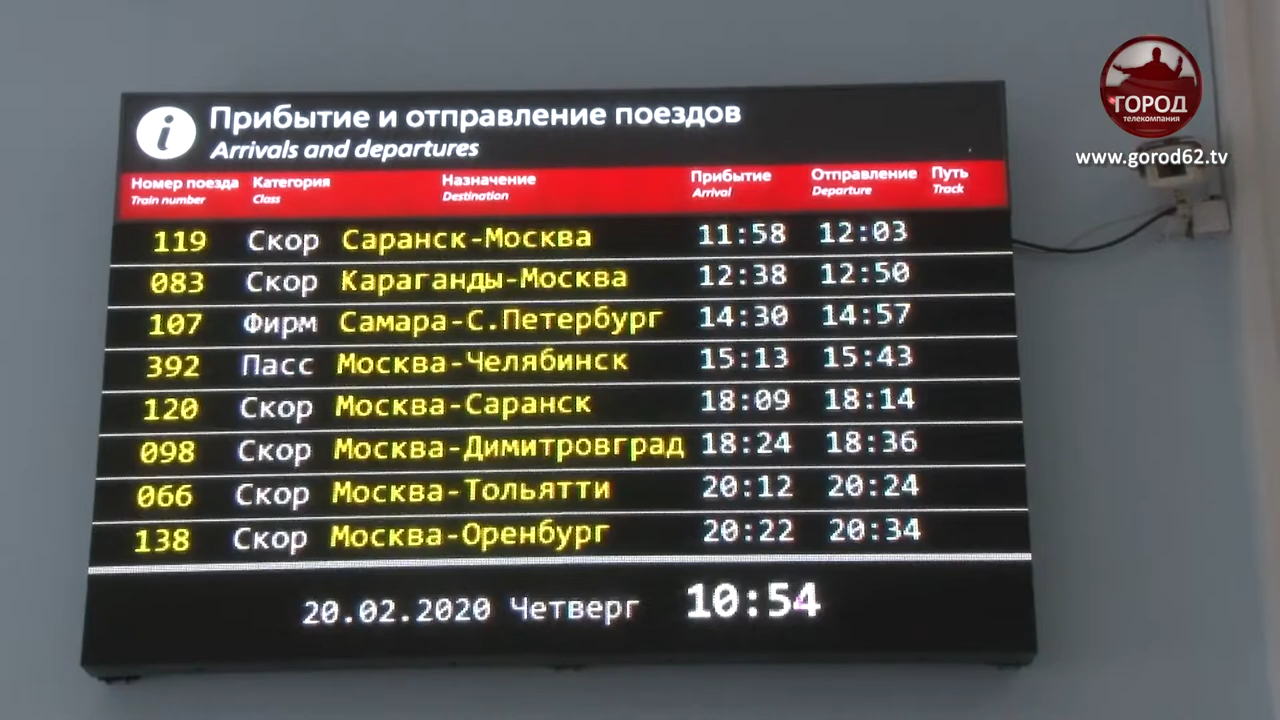 ГОРОД
телекомпания
www.gorod62.tv
i Прибытие и отправление поездов
Arrivals and departures
Номер поезда Категория Назначение Прибытие Отправление Путь
Train number Class Destination Arrival Departure Track
119 Скор Саранск-Москва 11:58 12:03
083 Скор Караганды-Москва 12:38 12:50
107 Фирм Самара-С.Петербург 14:30 14:57
392 Пасс Москва-Челябинск 15:13 15:43
120 Скор Москва-Саранск 18:09 18:14
098 Скор Москва-Димитровград 18:24 18:36
066 Скор Москва-Тольятти 20:12 20:24
138 Скор Москва-Оренбург 20:22 20:34
20.02.2020 Четверг 10:54